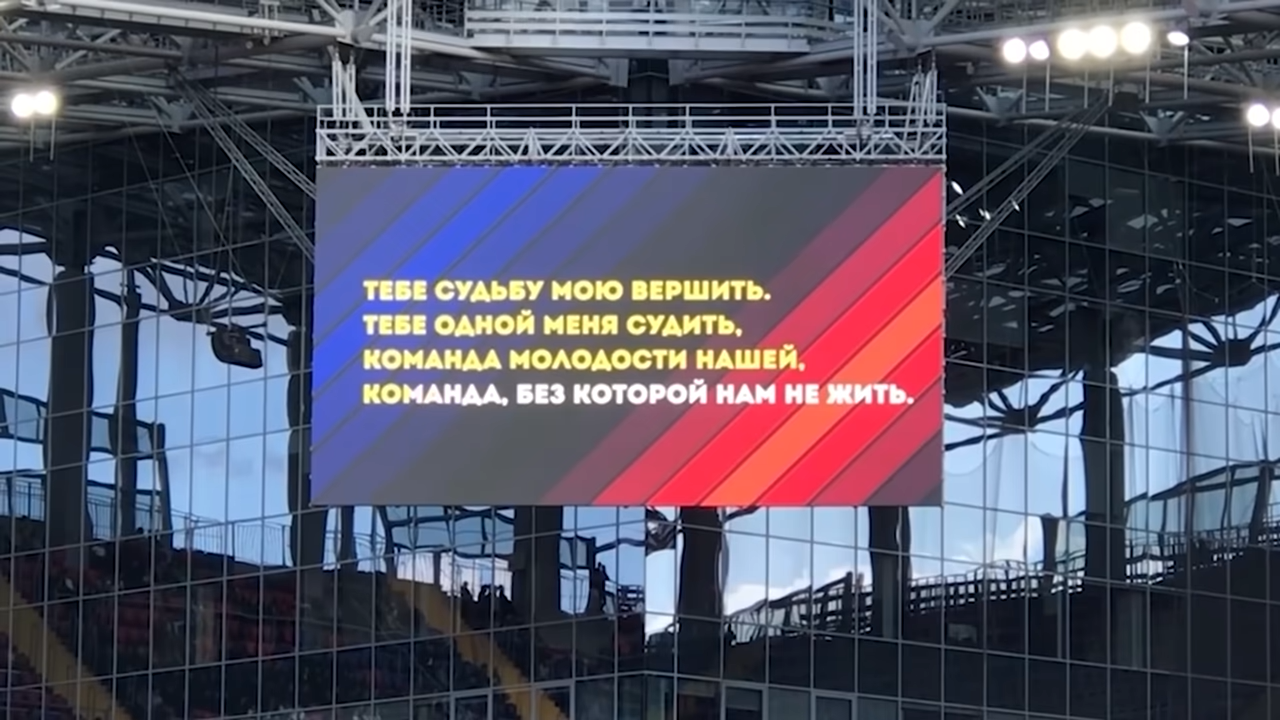 ТЕБЕ СУДЬБУ МОЮ ВЕРШИТЬ.
ТЕБЕ ОДНОЙ МЕНЯ СУДИТЬ,
КОМАНДА МОЛОДОСТИ НАШЕЙ,
КОМАНДА, БЕЗ КОТОРОЙ НАМ НЕ ЖИТЬ.